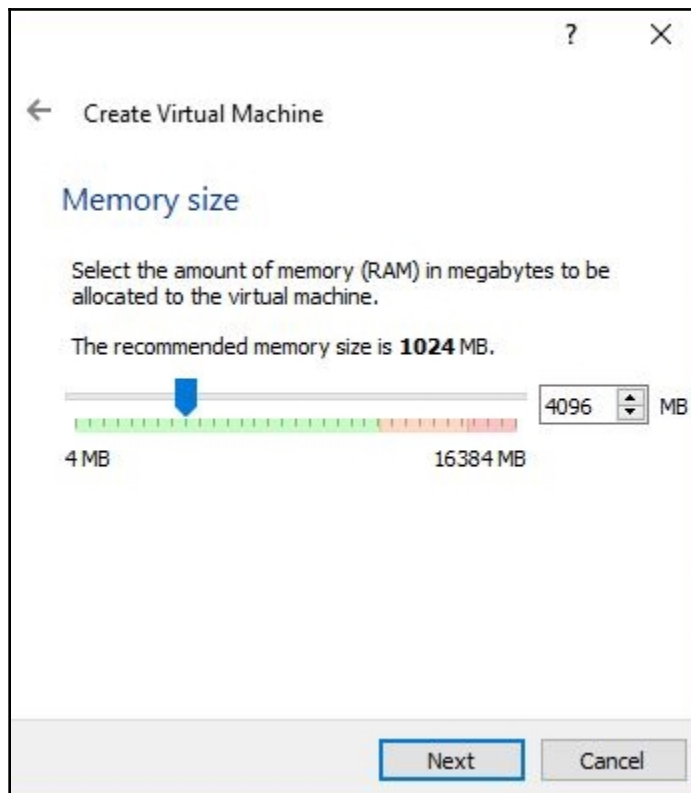 ?
Create Virtual Machine
Memory size
Select the amount of memory (RAM) in megabytes to be
allocated to the virtual machine.
The recommended memory size is 1024 MB.
4096 MB
4 MB 16384 MB
Next Cancel